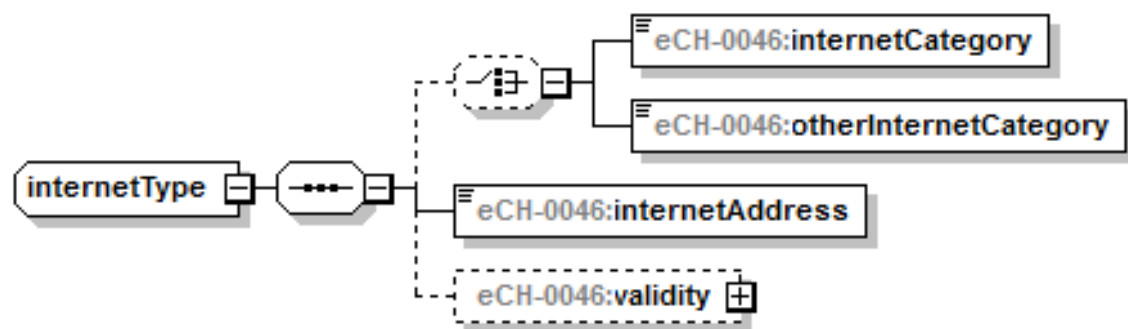 eCH-0046:internetCategory
eCH-0046:otherInternetCategory
internetType
eCH-0046:internetAddress
eCH-0046:validity